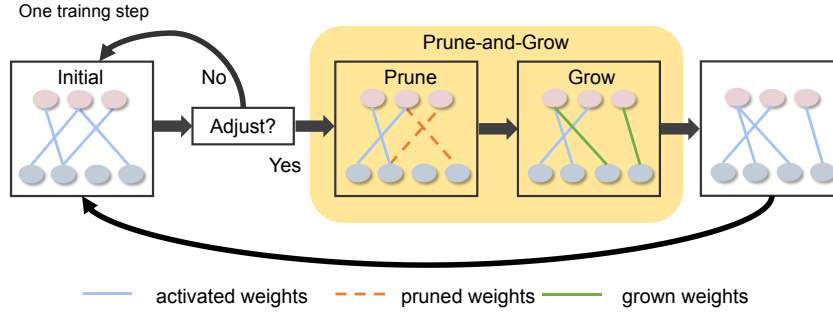 One trainng step
Prune-and-Grow
Initial
No
Prune
Grow
Adjust?
Yes
activated weights
pruned weights
grown weights